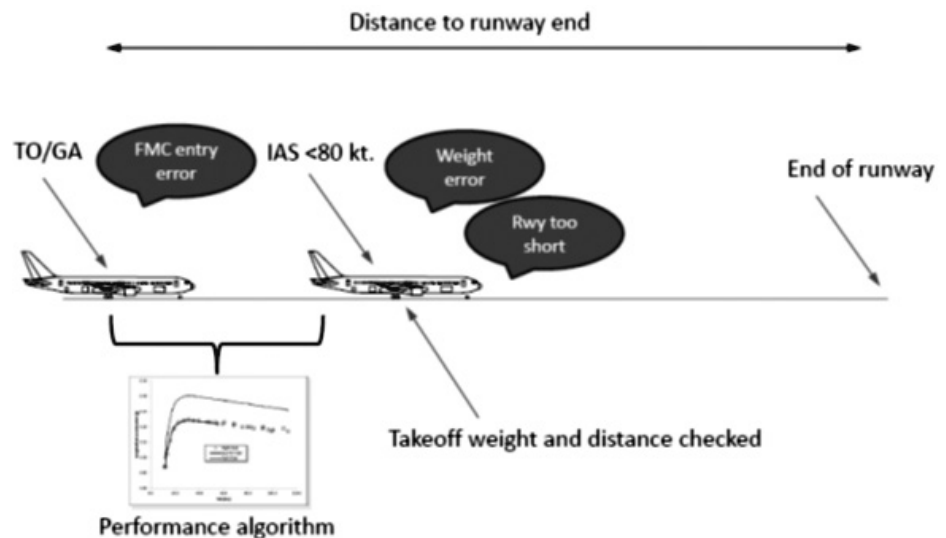 Distance to runway end
TO/GA
FMC entry
error
IAS <80 kt.
Weight
error
Rwy too
short
End of runway
Takeoff weight and distance checked
Performance algorithm